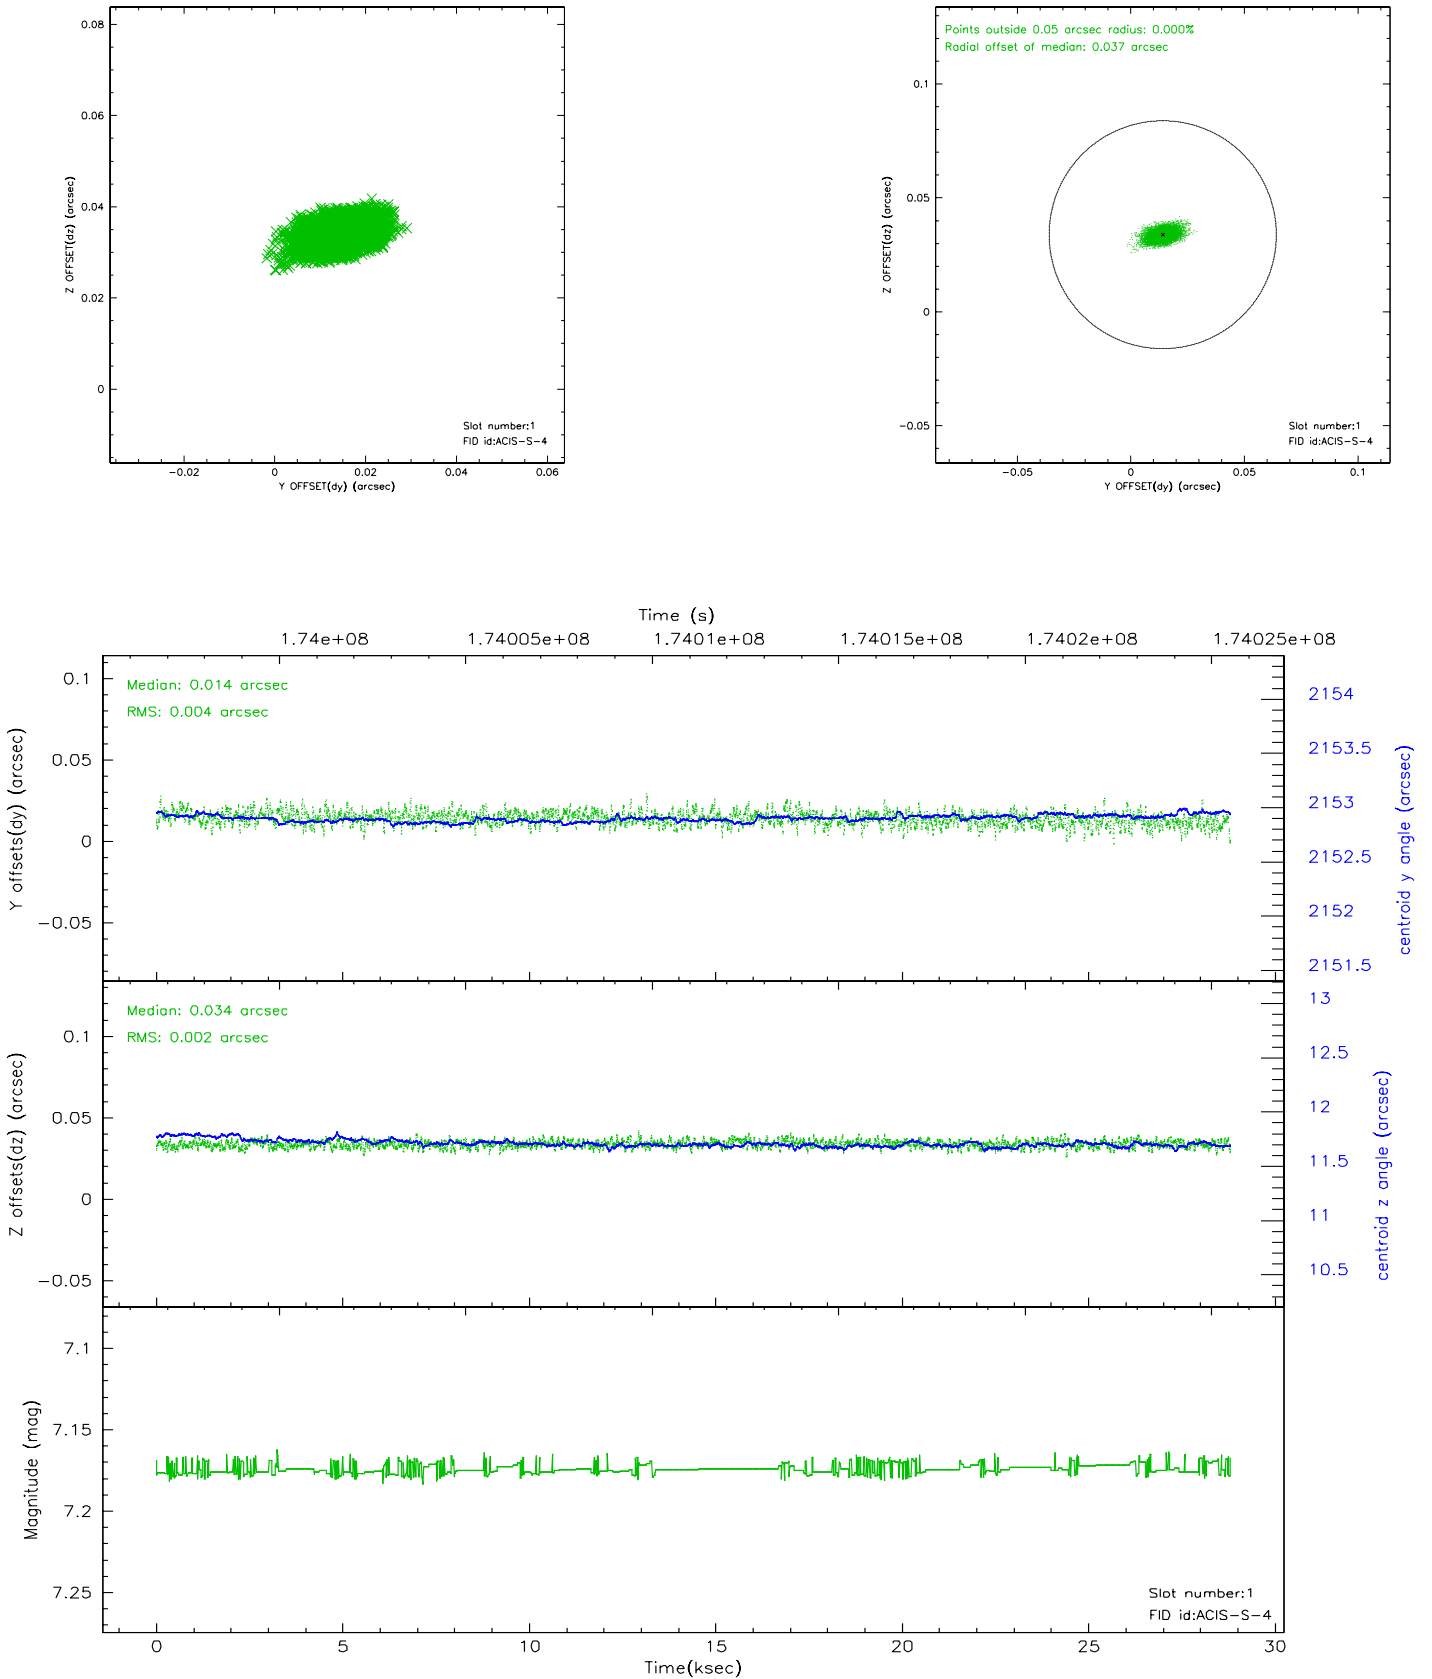 0.08
0.06
0.04
0.02
0
Z OFFSET(dz) (arcsec)
Slot number:1
FID id:ACIS-S-4
-0.02 0 0.02 0.04 0.06
Y OFFSET(dy) (arcsec)
Points outside 0.05 arcsec radius: 0.000%
Radial offset of median: 0.037 arcsec
0.1
0.05
0
-0.05
Z OFFSET(dz) (arcsec)
Slot number:1
FID id:ACIS-S-4
-0.05 0 0.05 0.1
Y OFFSET(dy) (arcsec)
Time (s)
1.74e+08 1.74005e+08 1.7401e+08 1.74015e+08 1.7402e+08 1.74025e+08
Median: 0.014 arcsec
RMS: 0.004 arcsec
0.1
0.05
0
-0.05
Y offsets(dy) (arcsec)
2154
2153.5
2153
2152.5
2152
2151.5
centroid y angle (arcsec)
Median: 0.034 arcsec
RMS: 0.002 arcsec
0.1
0.05
0
-0.05
Z offsets(dz) (arcsec)
13
12.5
12
11.5
11
10.5
centroid z angle (arcsec)
7.1
7.15
7.2
7.25
Magnitude (mag)
Slot number:1
FID id:ACIS-S-4
0 5 10 15 20 25 30
Time(ksec)